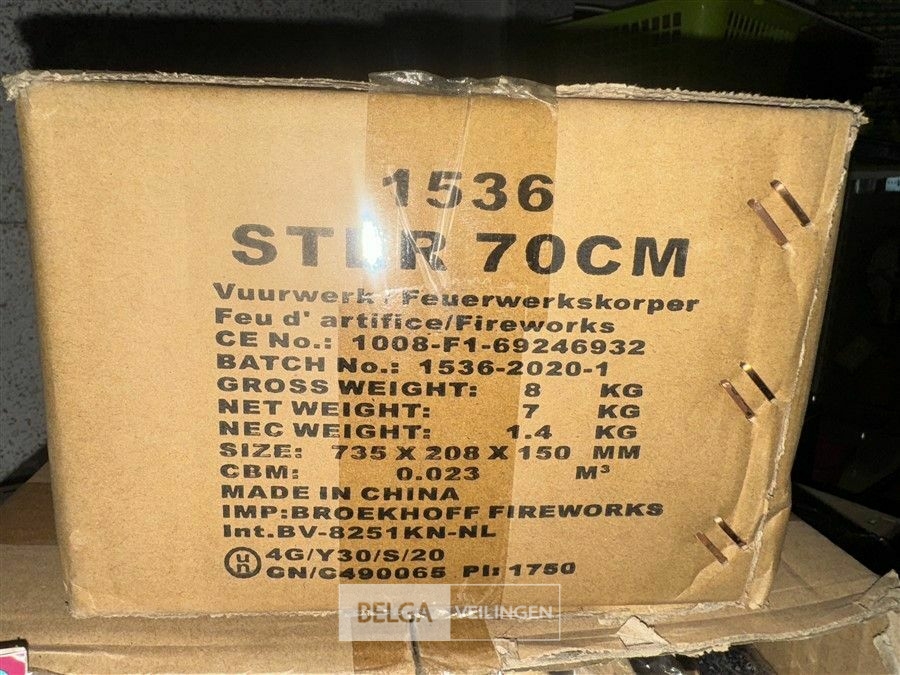 1536
STER 70CM
Vuurwerk / Feuerwerkskorper
Feu d' artifice/Fireworks
CE No.: 1008-F1-69246932
BATCH No.: 1536-2020-1
GROSS WEIGHT: 8 KG
NET WEIGHT: 7 KG
NEC WEIGHT: 1.4 KG
SIZE: 735 X 208 X 150 MM
CBM: 0.023 M³
MADE IN CHINA
IMP:BROEKHOFF FIREWORKS
Int.BV-8251KN-NL
un 4G/Y30/S/20
CN/C490065 PI: 1750
BELGA VEILINGEN